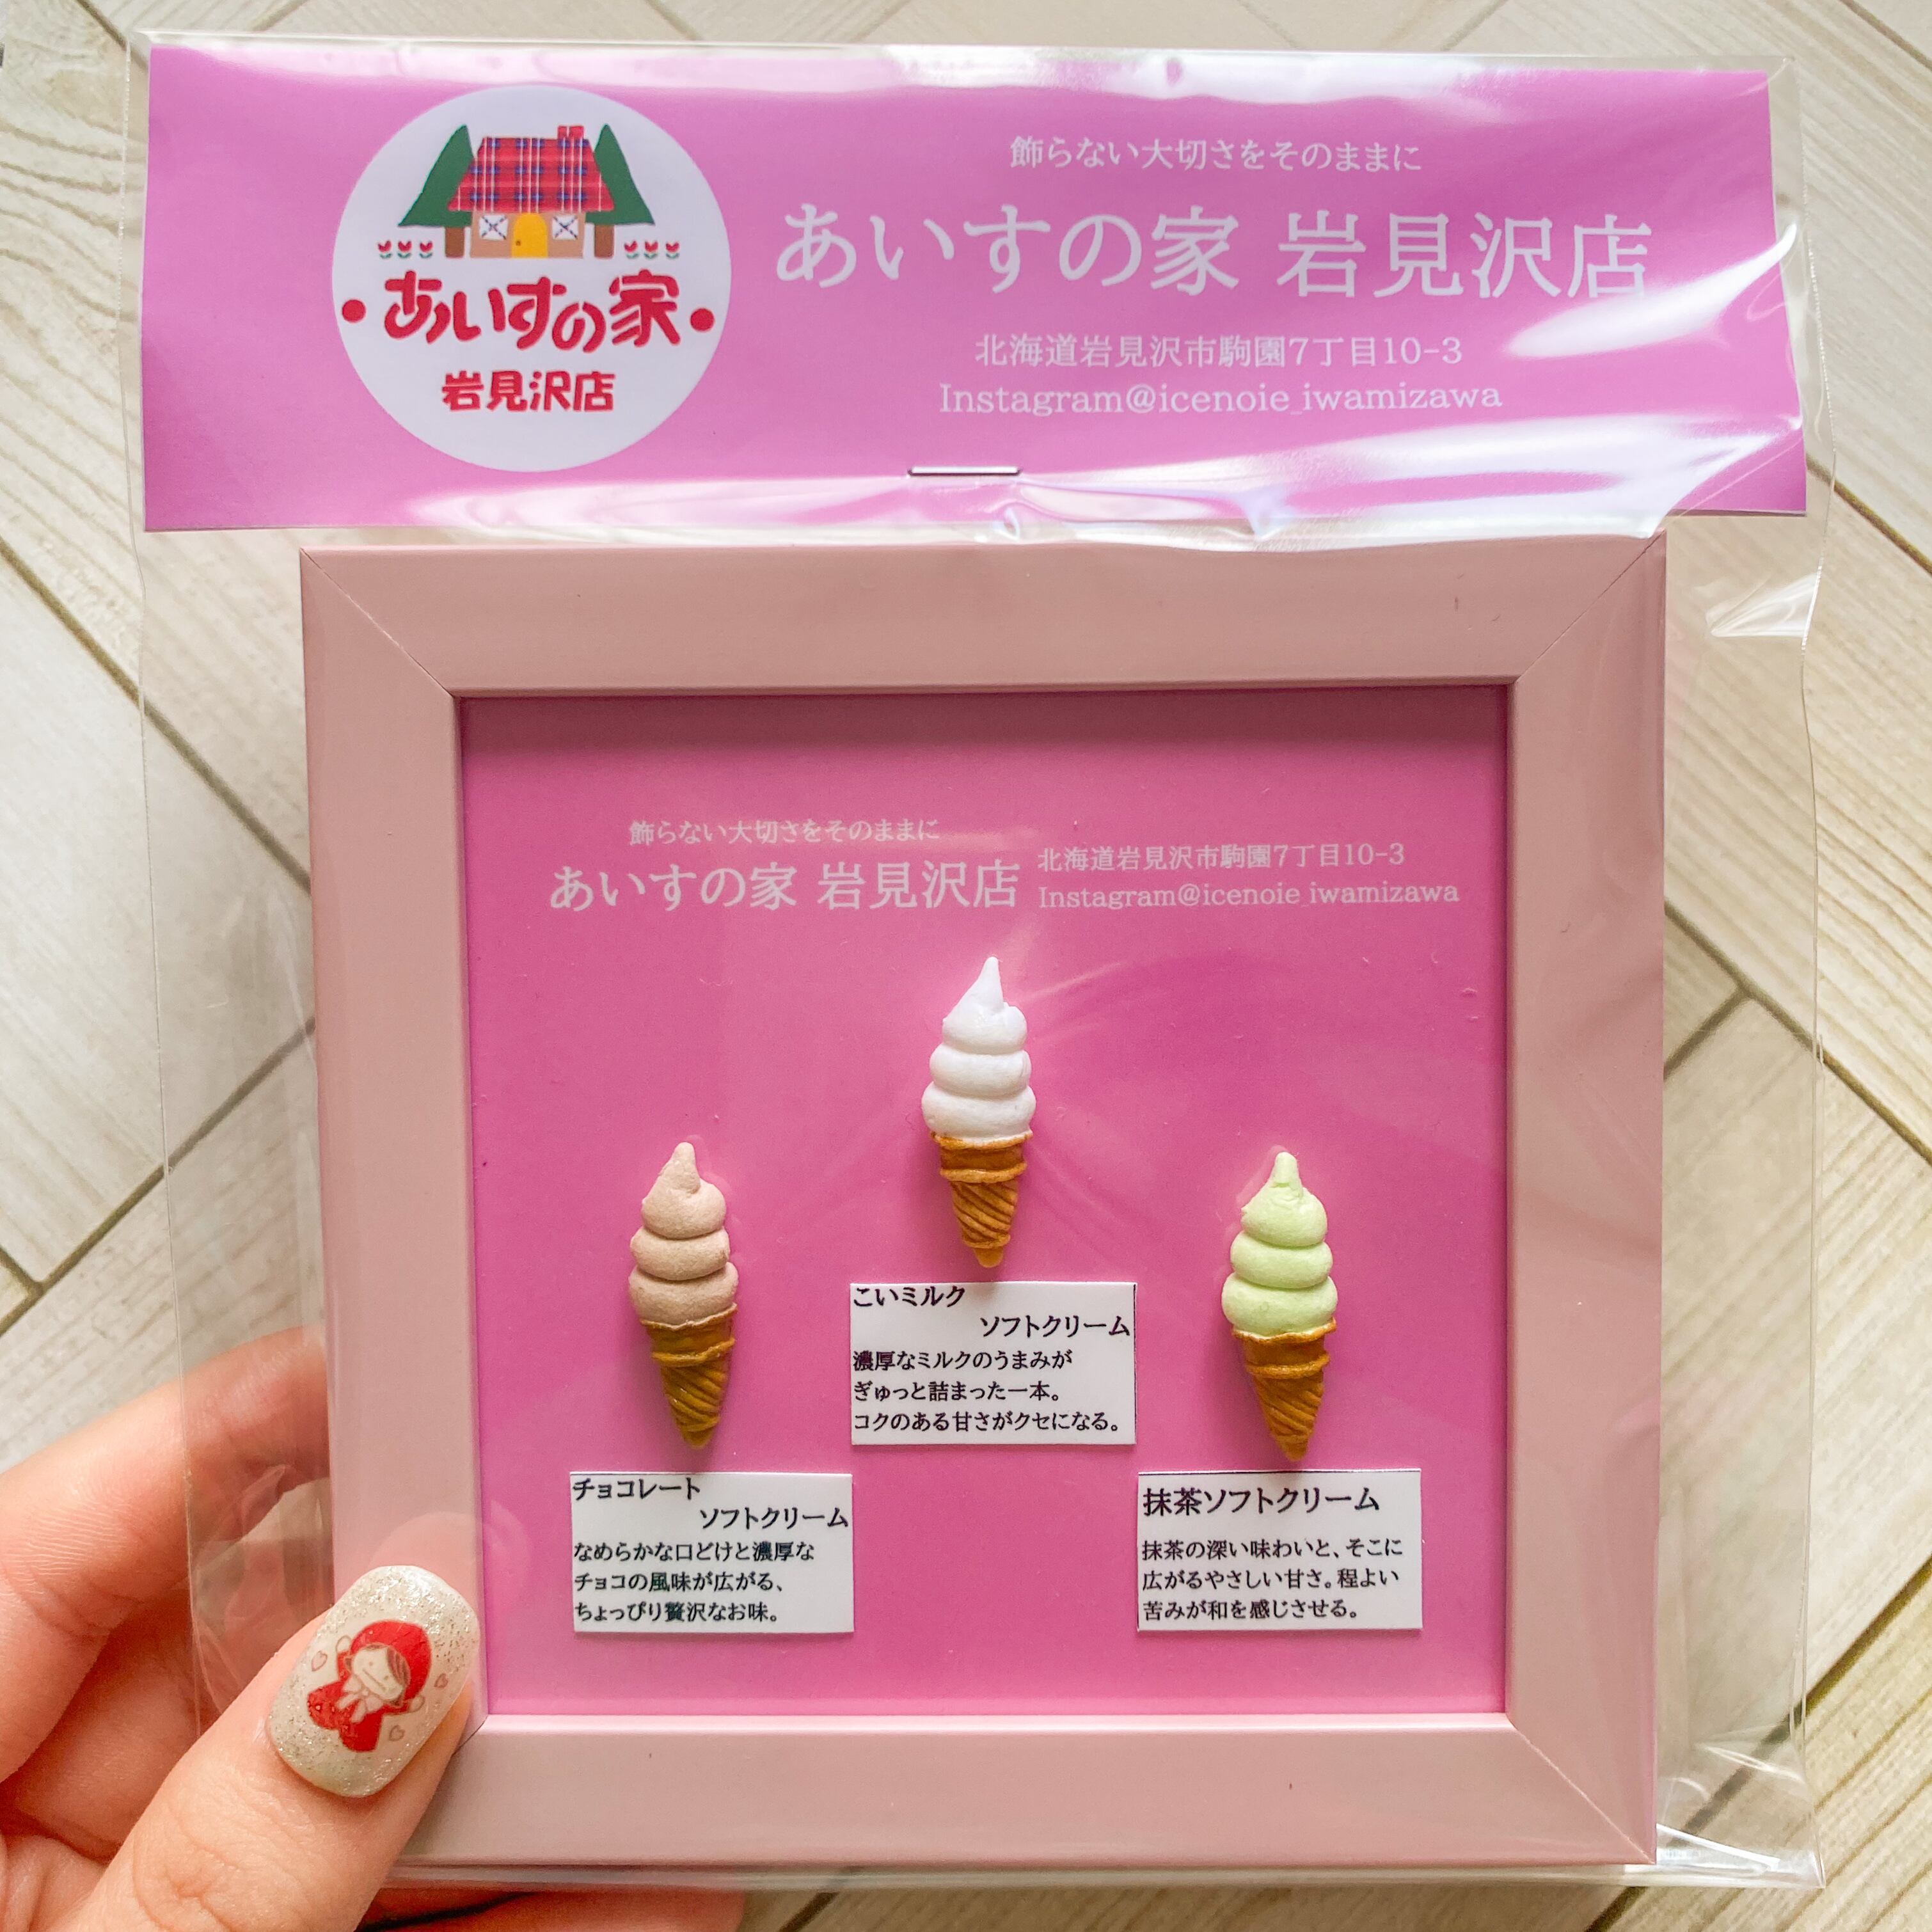 あいすの家
岩見沢店
飾らない大切さをそのままに
あいすの家 岩見沢店
北海道岩見沢市駒園7丁目10-3
Instagram@icenoie_iwamizawa
飾らない大切さをそのままに
あいすの家 岩見沢店
北海道岩見沢市駒園7丁目10-3
Instagram@icenoie_iwamizawa
こいミルク
ソフトクリーム
濃厚なミルクのうまみが
ぎゅっと詰まった一本。
コクのある甘さがクセになる。
チョコレート
ソフトクリーム
なめらかな口どけと濃厚な
チョコの風味が広がる、
ちょっぴり贅沢なお味。
抹茶ソフトクリーム
抹茶の深い味わいと、そこに
広がるやさしい甘さ。程よい
苦みが和を感じさせる。